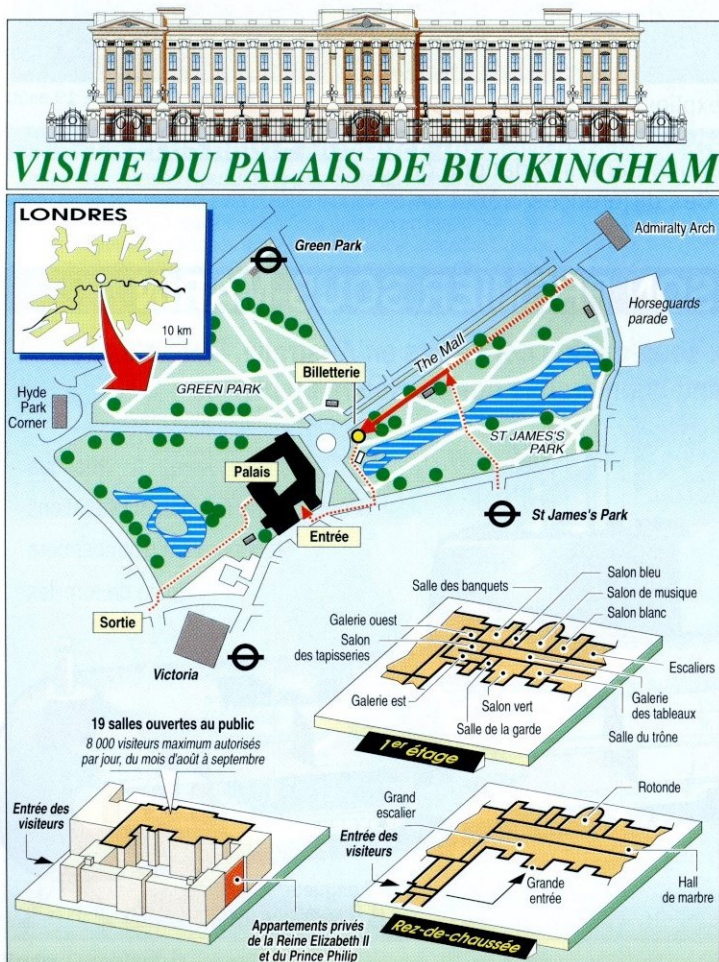 VISITE DU PALAIS DE BUCKINGHAM
LONDRES
10 km
Green Park
Admiralty Arch
Horseguards
parade
The Mall
Billetterie
GREEN PARK
Hyde
Park
Corner
ST JAMES'S
PARK
Palais
Entrée
St James's Park
Sortie
Victoria
Salle des banquets
Salon bleu
Salon de musique
Salon blanc
Galerie ouest
Salon
des tapisseries
Escaliers
Galerie est
Salon vert
Galerie
des tableaux
Salle de la garde
Salle du trône
1er étage
19 salles ouvertes au public
8 000 visiteurs maximum autorisés
par jour, du mois d'août à septembre
Entrée des
visiteurs
Appartements privés
de la Reine Elizabeth II
et du Prince Philip
Rotonde
Grand
escalier
Entrée des
visiteurs
Grande
entrée
Hall
de marbre
Rez-de-chaussée